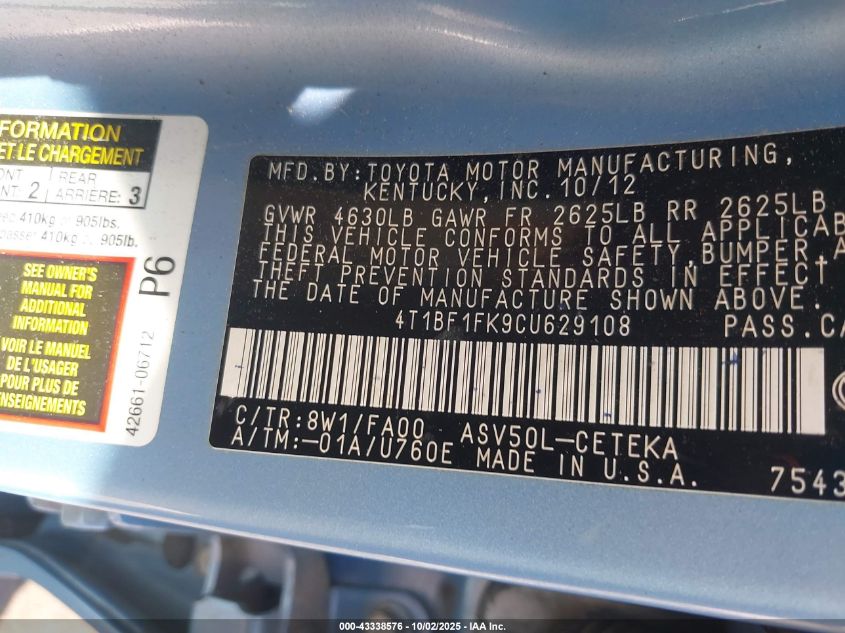 FORMATION
ET LE CHARGEMENT
2
REAR
ARRIÈRE: 3
410kg or 905lbs.
410kg 905lb.
SEE OWNER'S
MANUAL FOR
ADDITIONAL
INFORMATION
VOIR LE MANUEL
DE L'USAGER
POUR PLUS DE
RENSEIGNEMENTS
P6
42661-06712
MFD.BY:TOYOTA MOTOR MANUFACTURING,
KENTUCKY,INC.10/12
GVWR 4630LB GAWR FR 2625LB RR 2625LB
THIS VEHICLE CONFORMS TO ALL APPLICAB
FEDERAL MOTOR VEHICLE SAFETY,BUMPER,A
THEFT PREVENTION STANDARDS IN EFFECT
THE DATE OF MANUFACTURE SHOWN ABOVE.
4T1BF1FK9CU629108 PASS.CA
C/TR:8W1/FA00 ASV50L-CETEKA
A/TM:-01A/U760E MADE IN U.S.A.
7543
000-43338576 - 10/02/2025 - IAA Inc. Copyright